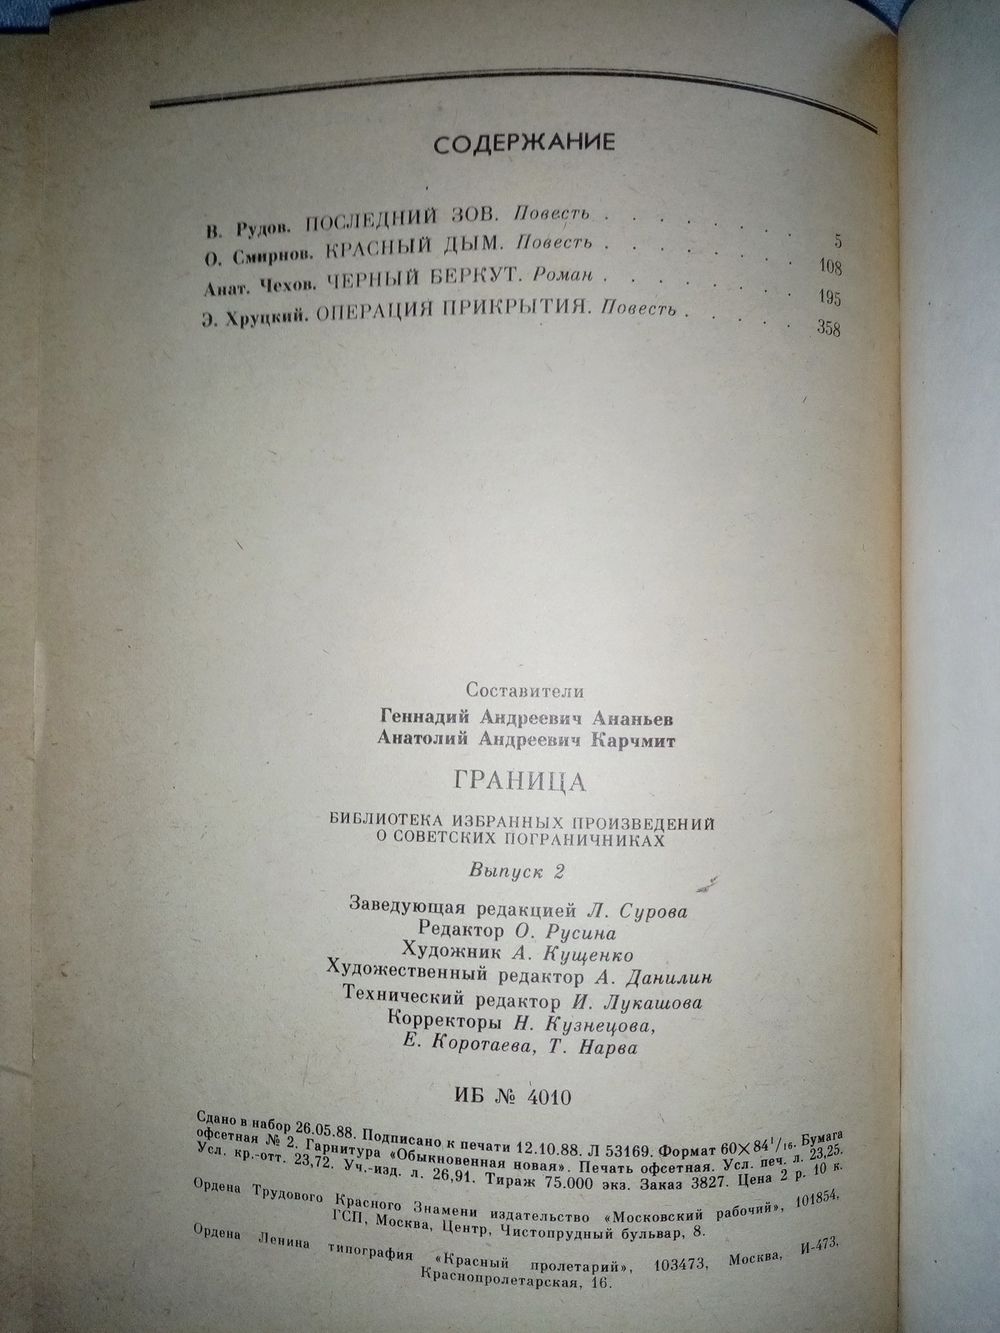 СОДЕРЖАНИЕ
В. Рудов. ПОСЛЕДНИЙ ЗОВ. Повесть . . . . . . . 5
О. Смирнов. КРАСНЫЙ ДЫМ. Повесть . . . . . . . 108
Анат. Чехов. ЧЕРНЫЙ БЕРКУТ. Роман . . . . . . . 195
Э. Хруцкий. ОПЕРАЦИЯ ПРИКРЫТИЯ. Повесть . . . . . 358
Составители
Геннадий Андреевич Ананьев
Анатолий Андреевич Карчмит
ГРАНИЦА
БИБЛИОТЕКА ИЗБРАННЫХ ПРОИЗВЕДЕНИЙ
О СОВЕТСКИХ ПОГРАНИЧНИКАХ
Выпуск 2
Заведующая редакцией Л. Сурова
Редактор О. Русина
Художник А. Кущенко
Художественный редактор А. Данилин
Технический редактор И. Лукашова
Корректоры Н. Кузнецова,
Е. Коротаева, Т. Нарва
ИБ № 4010
Сдано в набор 26.05.88. Подписано к печати 12.10.88. Л 53169. Формат 60×84¹/₁₆. Бумага
офсетная № 2. Гарнитура «Обыкновенная новая». Печать офсетная. Усл. печ. л. 23,25.
Усл. кр.-отт. 23,72. Уч.-изд. л. 26,91. Тираж 75.000 экз. Заказ 3827. Цена 2 р. 10 к.
Ордена Трудового Красного Знамени издательство «Московский рабочий», 101854,
ГСП, Москва, Центр, Чистопрудный бульвар, 8.
Ордена Ленина типография «Красный пролетарий», 103473, Москва, И-473,
Краснопролетарская, 16.